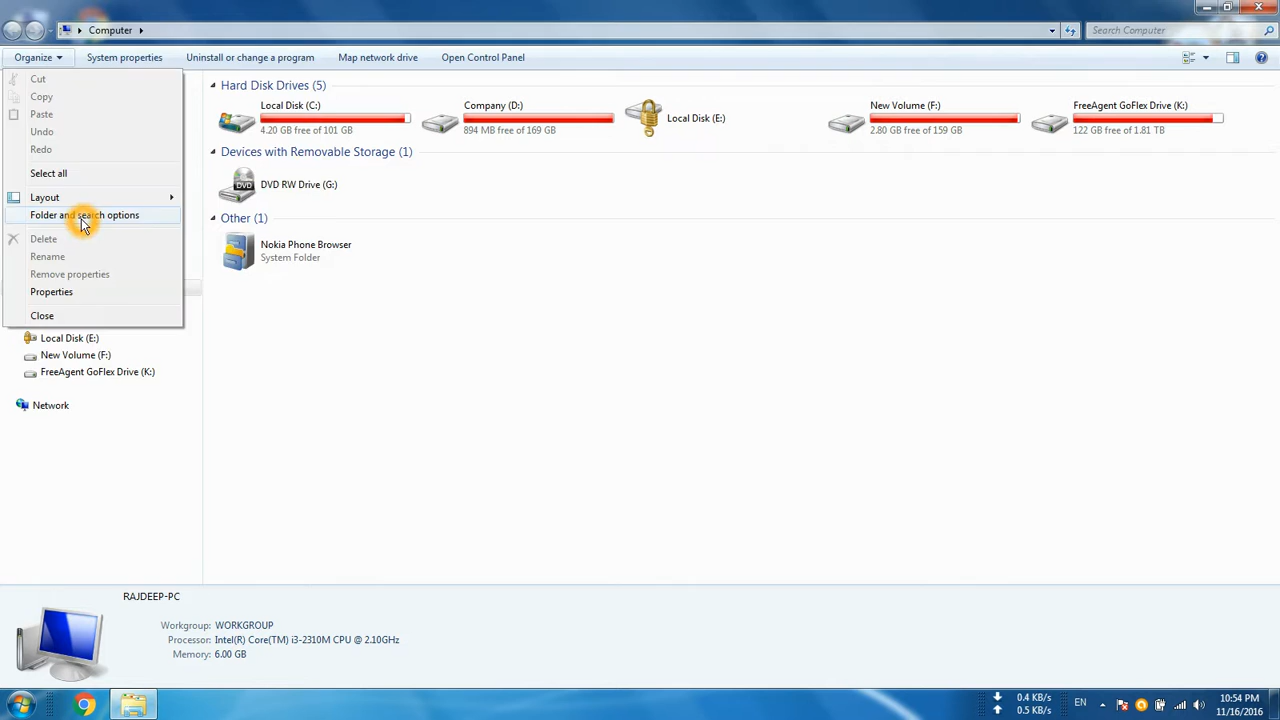 Computer
Search Computer
Organize
System properties
Uninstall or change a program
Map network drive
Open Control Panel
Cut
Copy
Paste
Undo
Redo
Select all
Layout
Folder and search options
Delete
Rename
Remove properties
Properties
Close
Local Disk (E:)
New Volume (F:)
FreeAgent GoFlex Drive (K:)
Network
Hard Disk Drives (5)
Local Disk (C:)
4.20 GB free of 101 GB
Company (D:)
894 MB free of 169 GB
Local Disk (E:)
New Volume (F:)
2.80 GB free of 159 GB
FreeAgent GoFlex Drive (K:)
122 GB free of 1.81 TB
Devices with Removable Storage (1)
DVD
DVD RW Drive (G:)
Other (1)
Nokia Phone Browser
System Folder
RAJDEEP-PC
Workgroup: WORKGROUP
Processor: Intel(R) Core(TM) i3-2310M CPU @ 2.10GHz
Memory: 6.00 GB
0.4 KB/s
0.5 KB/s
EN
10:54 PM
11/16/2016